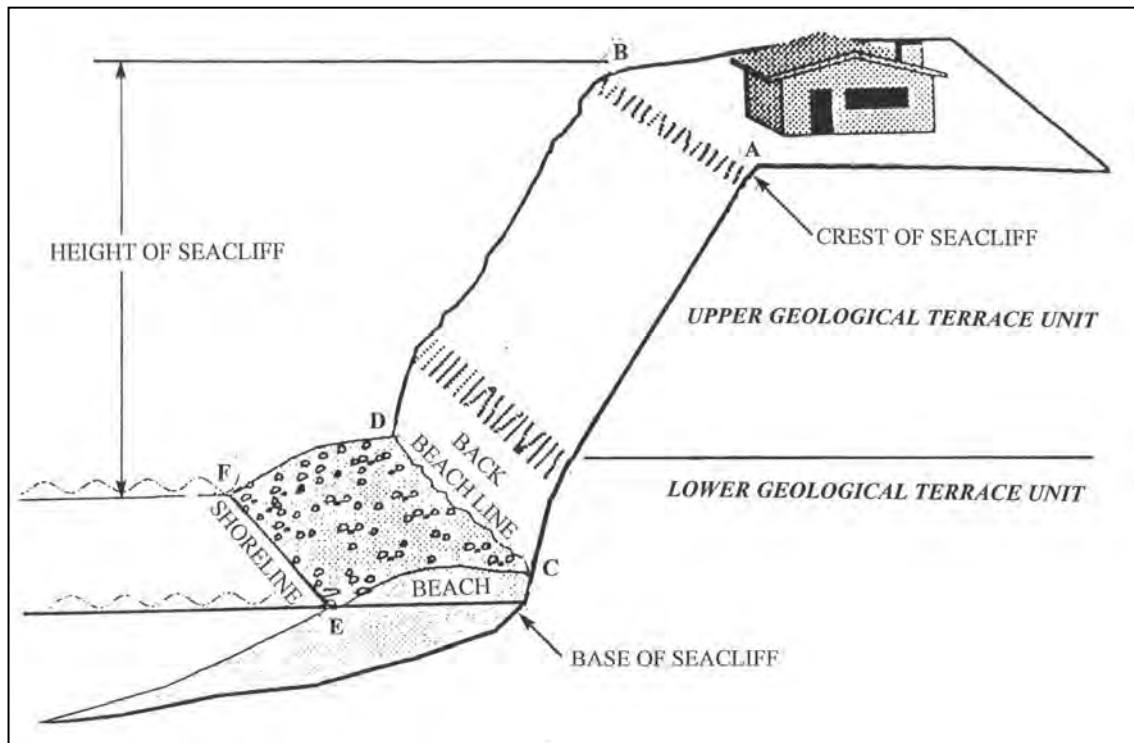 B
A
HEIGHT OF SEACLIFF
CREST OF SEACLIFF
UPPER GEOLOGICAL TERRACE UNIT
D
BACK
BEACH LINE
F
LOWER GEOLOGICAL TERRACE UNIT
SHORELINE
C
BEACH
E
BASE OF SEACLIFF